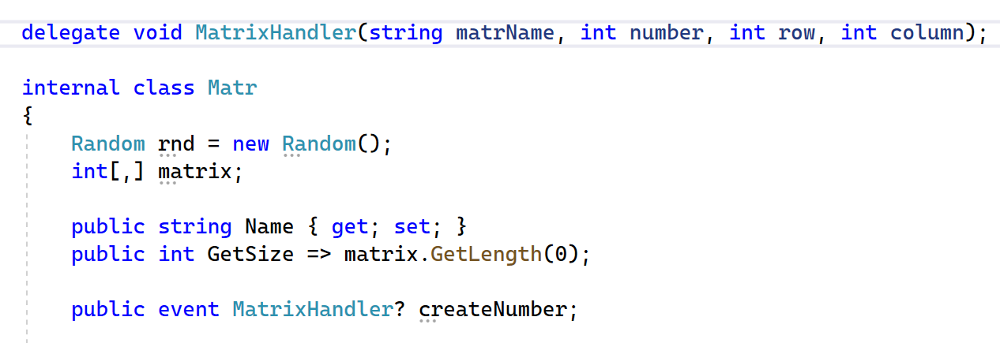 delegate void MatrixHandler(string matrName, int number, int row, int column);
internal class Matr
{
Random rnd = new Random();
int[,] matrix;
public string Name { get; set; }
public int GetSize => matrix.GetLength(0);
public event MatrixHandler? createNumber;